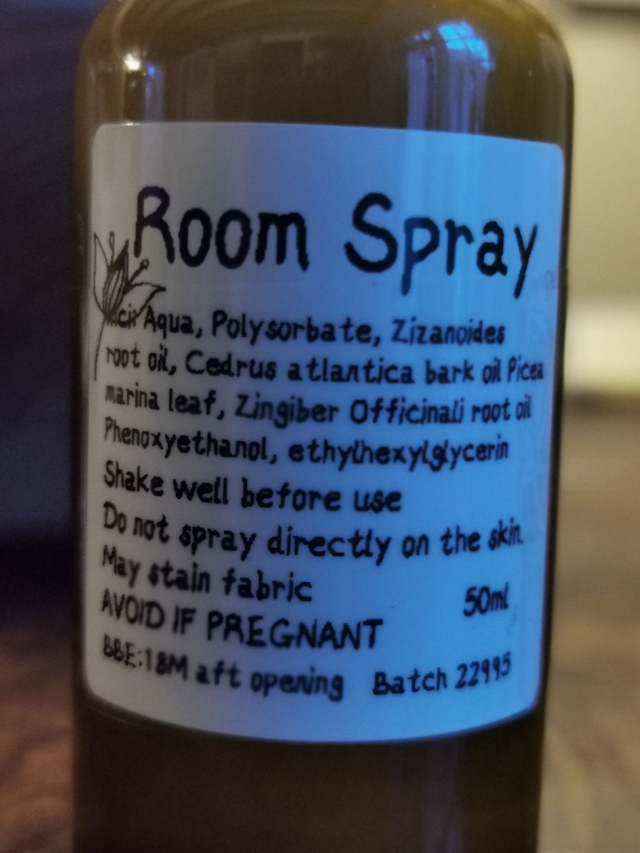 Room Spray
Aqua, Polysorbate, Zizanoides
root oil, Cedrus atlantica bark oil Picea
marina leaf, Zingiber Officinali root oil
Phenoxyethanol, ethylhexylglycerin
Shake well before use
Do not spray directly on the skin.
May stain fabric
50ml
AVOID IF PREGNANT
BBE:18M aft opening Batch 22995